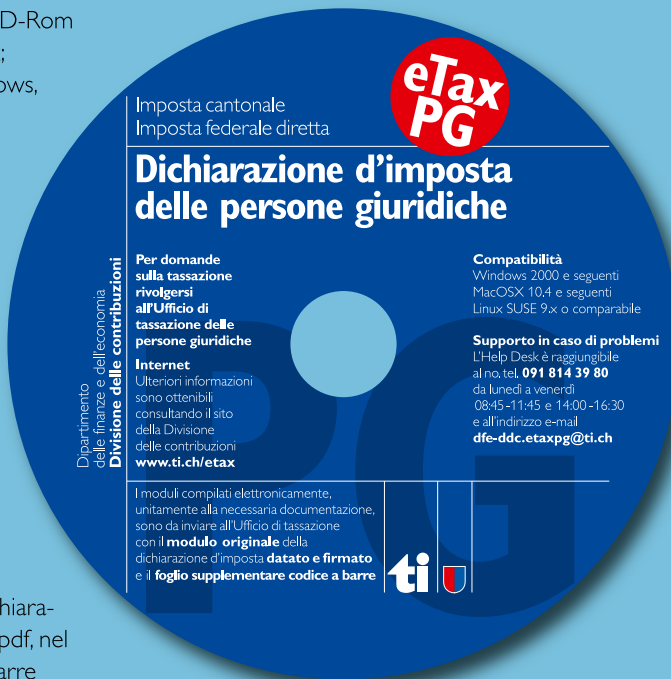 D-Rom
;
ows,
eTax
PG
Imposta cantonale
Imposta federale diretta
Dichiarazione d'imposta
delle persone giuridiche
Dipartimento
delle finanze e dell'economia
Divisione delle contribuzioni
Per domande
sulla tassazione
rivolgersi
all'Ufficio di
tassazione delle
persone giuridiche
Internet
Ulteriori informazioni
sono ottenibili
consultando il sito
della Divisione
delle contribuzioni
www.ti.ch/etax
Compatibilità
Windows 2000 e seguenti
MacOSX 10.4 e seguenti
Linux SUSE 9.x o comparabile
Supporto in caso di problemi
L'Help Desk è raggiungibile
al no. tel. 091 814 39 80
da lunedì a venerdì
08:45-11:45 e 14:00-16:30
e all'indirizzo e-mail
dfe-ddc.etaxpg@ti.ch
PG
I moduli compilati elettronicamente,
unitamente alla necessaria documentazione,
sono da inviare all'Ufficio di tassazione
con il modulo originale della
dichiarazione d'imposta datato e firmato
e il foglio supplementare codice a barre
ti
hiara-
pdf, nel
arre